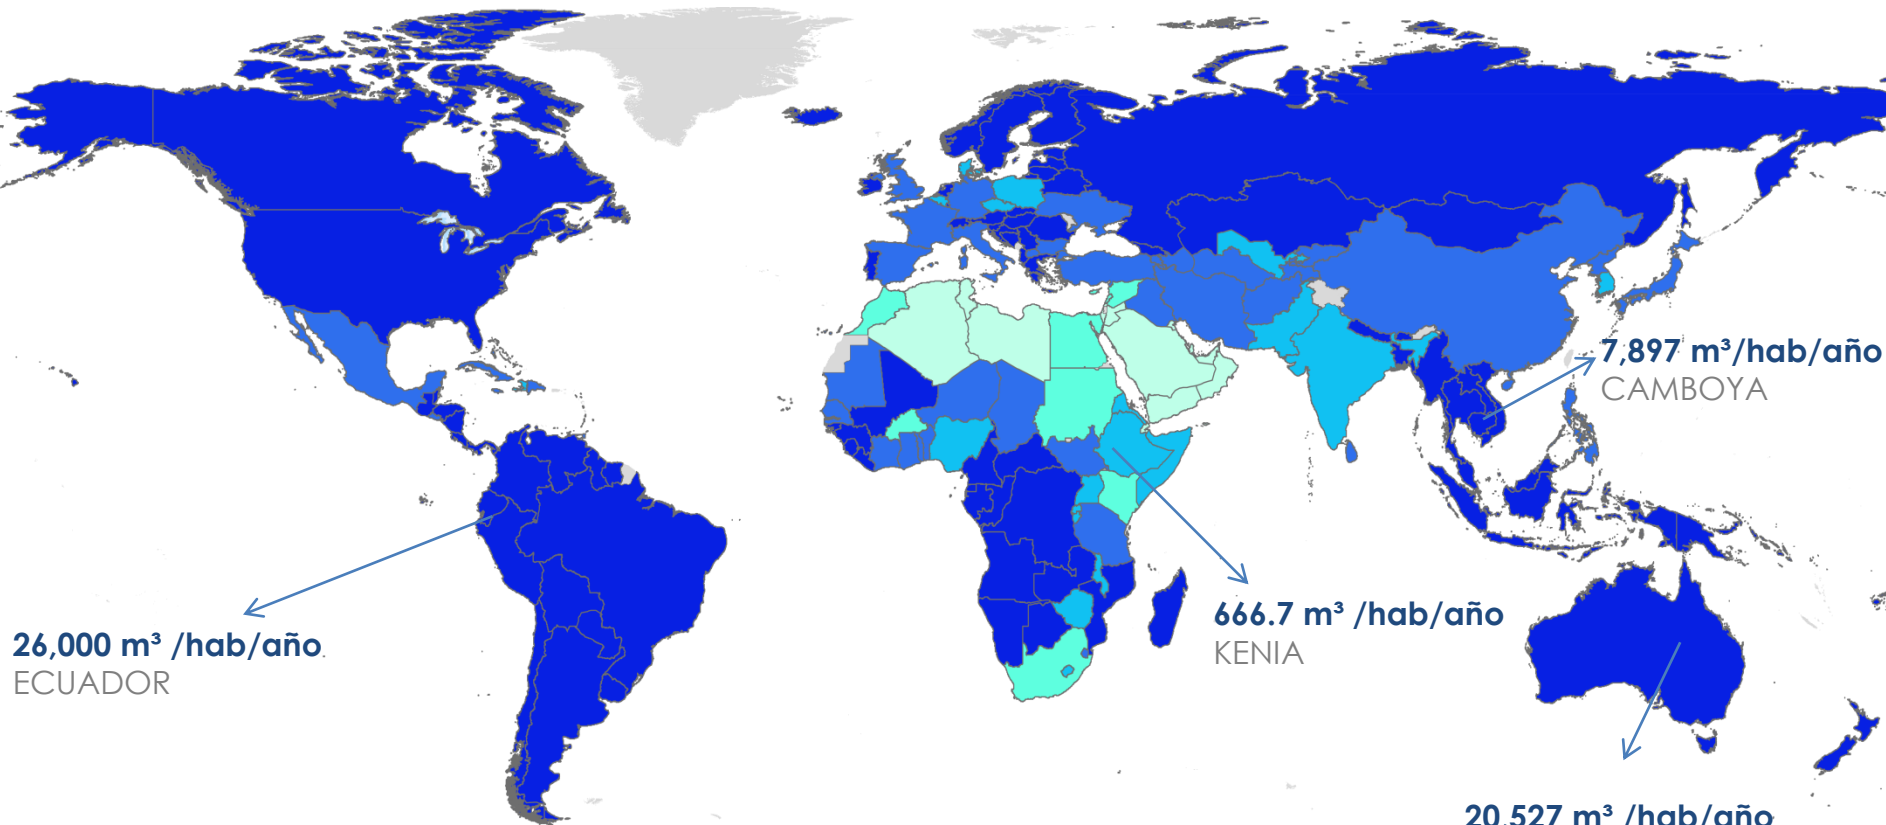 7,897 m³/hab/año
CAMBOYA
26,000 m³ /hab/año
ECUADOR
666.7 m³ /hab/año
KENIA
20,527 m³ /hab/año